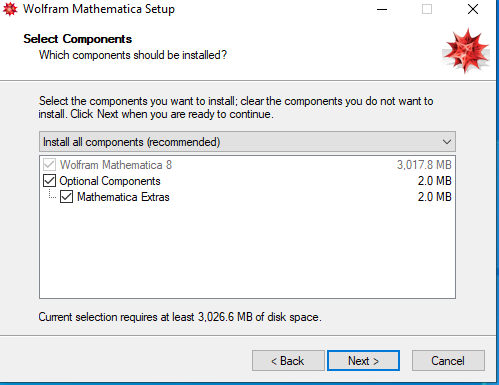 Wolfram Mathematica Setup
Select Components
Which components should be installed?
Select the components you want to install; clear the components you do not want to
install. Click Next when you are ready to continue.
Install all components (recommended)
Wolfram Mathematica 8 3,017.8 MB
Optional Components 2.0 MB
Mathematica Extras 2.0 MB
Current selection requires at least 3,026.6 MB of disk space.
< Back Next > Cancel